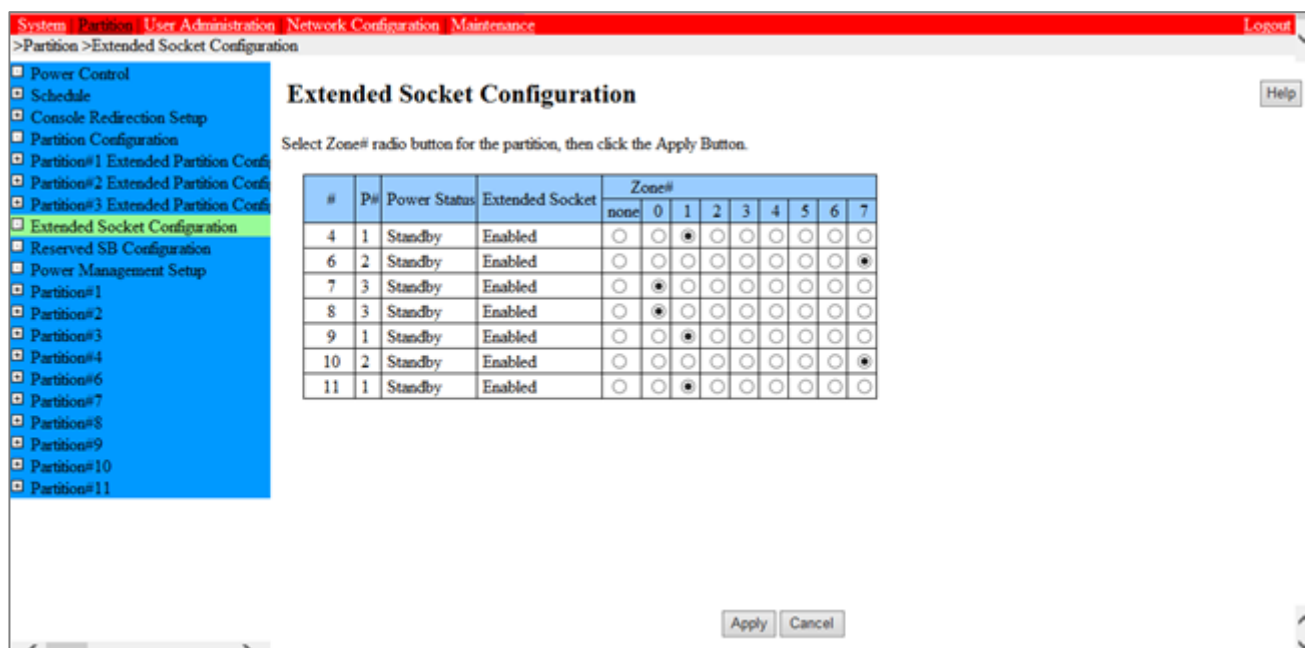 System | Partition | User Administration | Network Configuration | Maintenance Logout
>Partition >Extended Socket Configuration
Power Control
Schedule
Console Redirection Setup
Partition Configuration
Partition#1 Extended Partition Confi
Partition#2 Extended Partition Confi
Partition#3 Extended Partition Confi
Extended Socket Configuration
Reserved SB Configuration
Power Management Setup
Partition#1
Partition#2
Partition#3
Partition#4
Partition#6
Partition#7
Partition#8
Partition#9
Partition#10
Partition#11
Extended Socket Configuration
Help
Select Zone# radio button for the partition, then click the Apply Button.
# P# Power Status Extended Socket Zone#
none 0 1 2 3 4 5 6 7
4 1 Standby Enabled
6 2 Standby Enabled
7 3 Standby Enabled
8 3 Standby Enabled
9 1 Standby Enabled
10 2 Standby Enabled
11 1 Standby Enabled
Apply Cancel